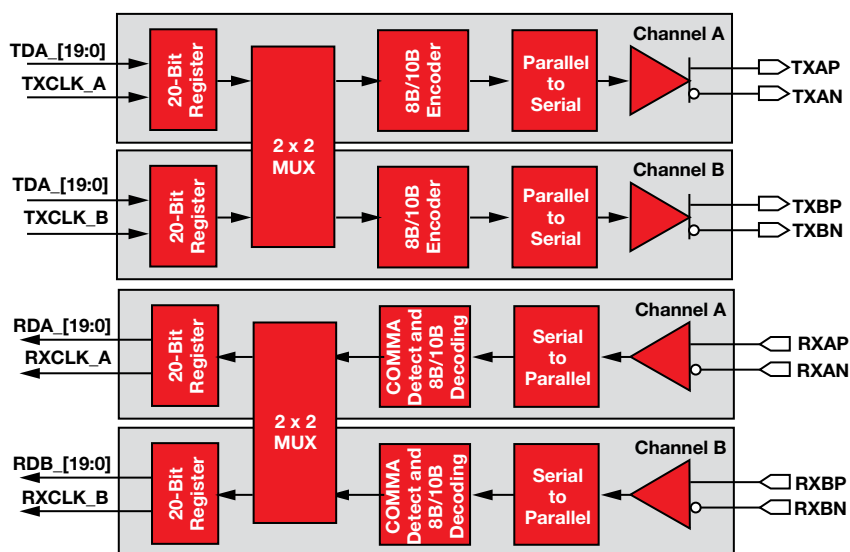 Channel A
TDA_[19:0]
TXCLK_A
20-Bit
Register
2 x 2
MUX
8B/10B
Encoder
Parallel
to
Serial
TXAP
TXAN
Channel B
TDA_[19:0]
TXCLK_B
20-Bit
Register
8B/10B
Encoder
Parallel
to
Serial
TXBP
TXBN
Channel A
RDA_[19:0]
RXCLK_A
20-Bit
Register
2 x 2
MUX
COMMA
Detect and
8B/10B
Decoding
Serial
to
Parallel
RXAP
RXAN
Channel B
RDB_[19:0]
RXCLK_B
20-Bit
Register
COMMA
Detect and
8B/10B
Decoding
Serial
to
Parallel
RXBP
RXBN